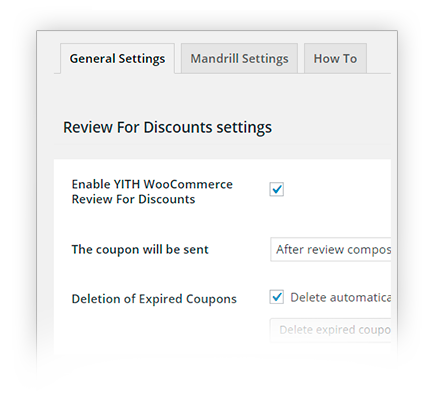 General Settings Mandrill Settings How To
Review For Discounts settings
Enable YITH WooCommerce
Review For Discounts
The coupon will be sent After review compos
Deletion of Expired Coupons Delete automatica
Delete expired coupo